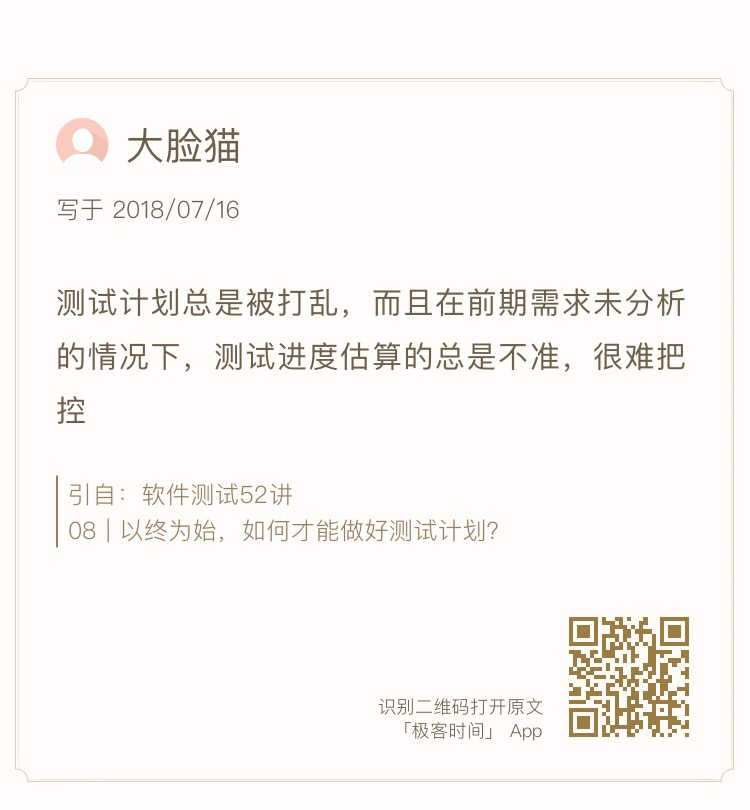 大脸猫
写于 2018/07/16
测试计划总是被打乱，而且在前期需求未分析
的情况下，测试进度估算的总是不准，很难把
控
引自：软件测试52讲
08 | 以终为始，如何才能做好测试计划？
识别二维码打开原文
「极客时间」 App